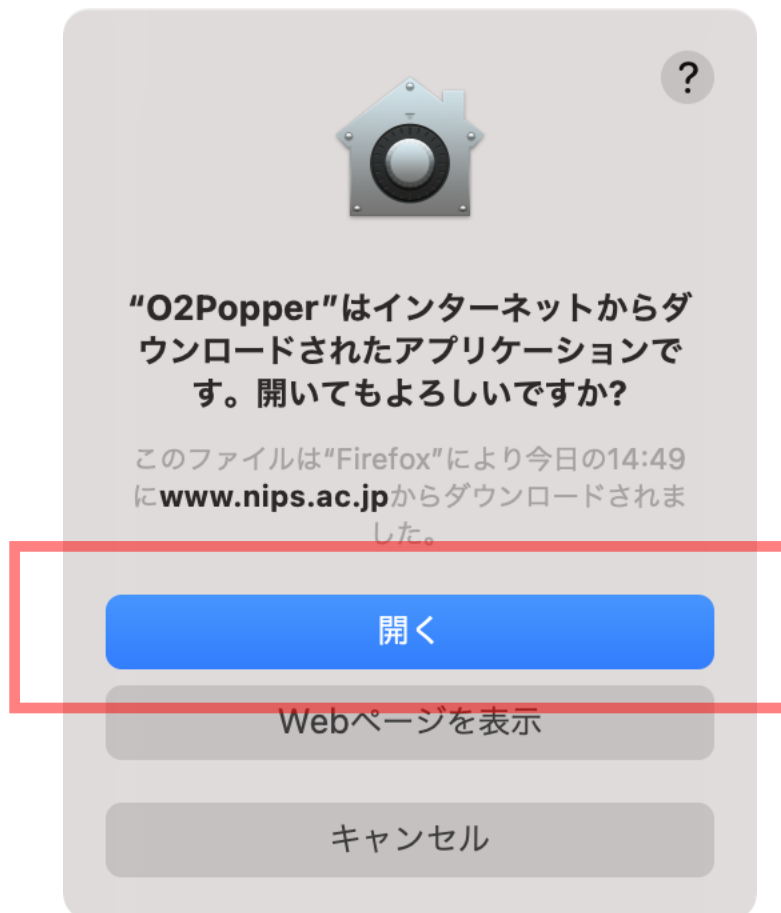 ?
“O2Popper”はインターネットからダ
ウンロードされたアプリケーションで
す。開いてもよろしいですか?
このファイルは“Firefox”により今日の14:49
にwww.nips.ac.jpからダウンロードされま
した。
開く
Webページを表示
キャンセル